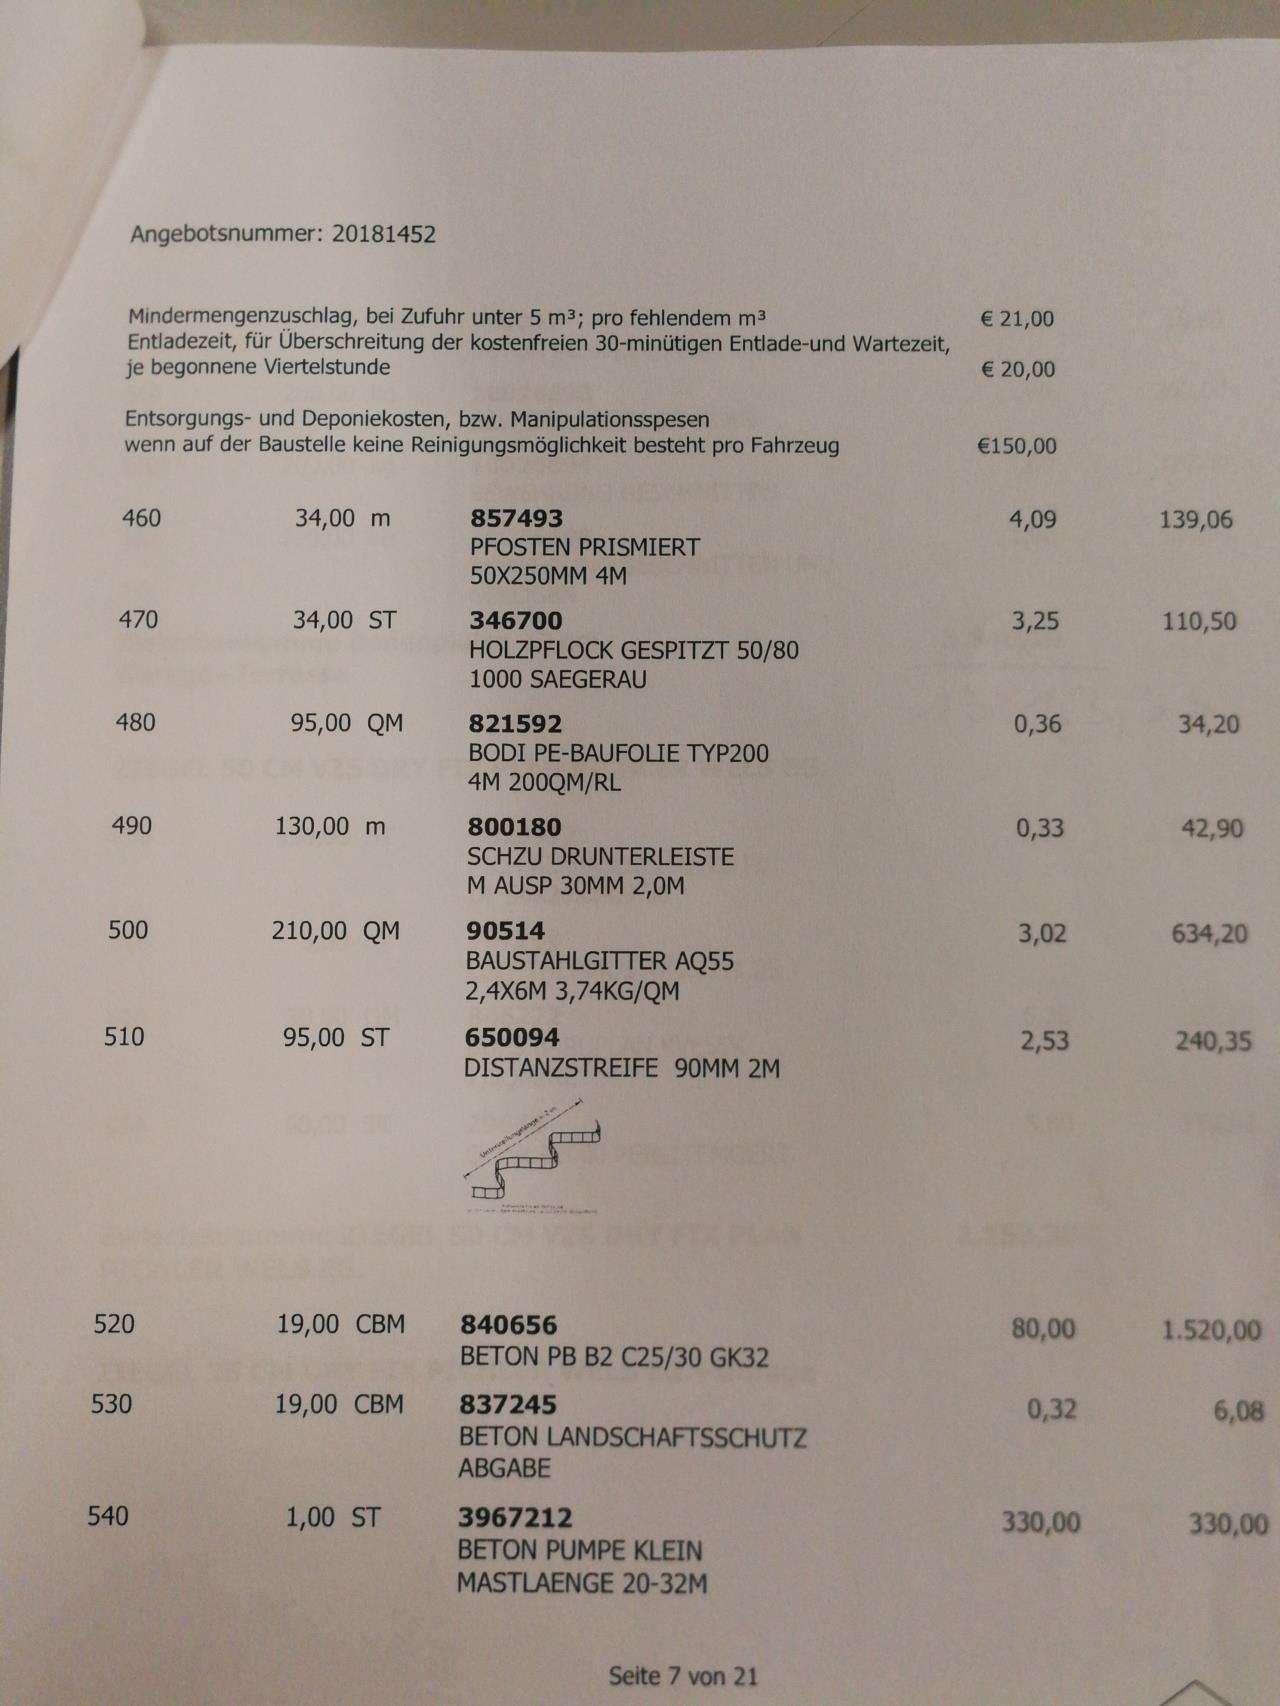 Angebotsnummer: 20181452
Mindermengenzuschlag, bei Zufuhr unter 5 m³; pro fehlendem m³ € 21,00
Entladezeit, für Überschreitung der kostenfreien 30-minütigen Entlade-und Wartezeit,
je begonnene Viertelstunde € 20,00
Entsorgungs- und Deponiekosten, bzw. Manipulationsspesen
wenn auf der Baustelle keine Reinigungsmöglichkeit besteht pro Fahrzeug €150,00
460 34,00 m 857493 4,09 139,06
PFOSTEN PRISMIERT
50X250MM 4M
470 34,00 ST 346700 3,25 110,50
HOLZPFLOCK GESPITZT 50/80
1000 SAEGERAU
480 95,00 QM 821592 0,36 34,20
BODI PE-BAUFOLIE TYP200
4M 200QM/RL
490 130,00 m 800180 0,33 42,90
SCHZU DRUNTERLEISTE
M AUSP 30MM 2,0M
500 210,00 QM 90514 3,02 634,20
BAUSTAHLGITTER AQ55
2,4X6M 3,74KG/QM
510 95,00 ST 650094 2,53 240,35
DISTANZSTREIFE 90MM 2M
520 19,00 CBM 840656 80,00 1.520,00
BETON PB B2 C25/30 GK32
530 19,00 CBM 837245 0,32 6,08
BETON LANDSCHAFTSSCHUTZ
ABGABE
540 1,00 ST 3967212 330,00 330,00
BETON PUMPE KLEIN
MASTLAENGE 20-32M
Seite 7 von 21